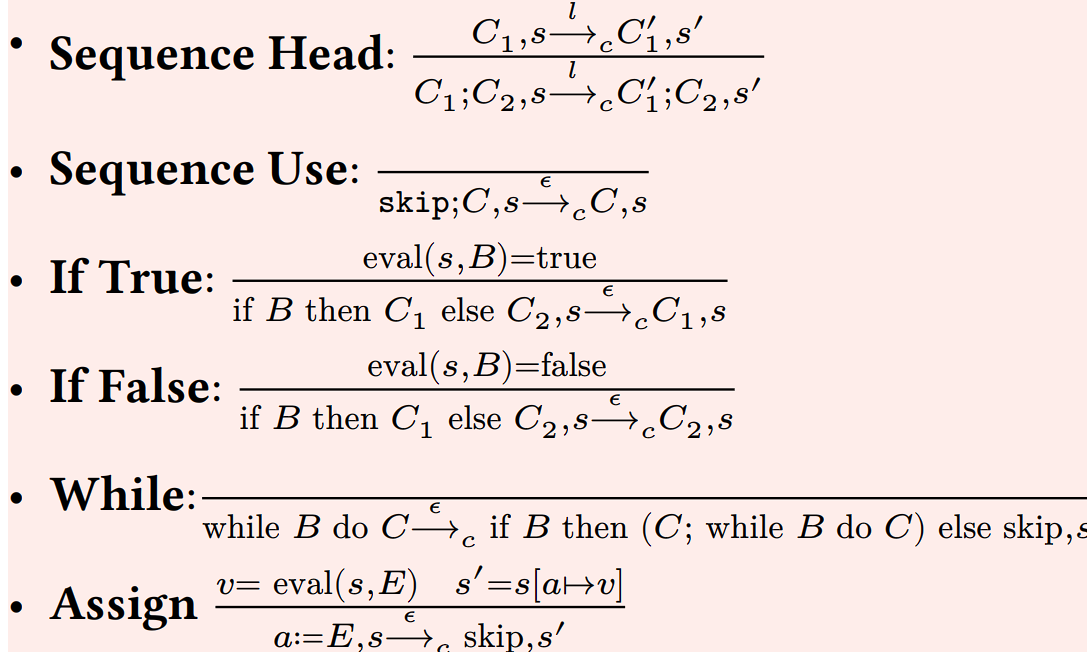 • Sequence Head: C₁,s →ˡ_c C₁′,s′ / C₁;C₂,s →ˡ_c C₁′;C₂,s′
• Sequence Use: / skip;C,s →^ϵ_c C,s
• If True: eval(s,B)=true / if B then C₁ else C₂,s →^ϵ_c C₁,s
• If False: eval(s,B)=false / if B then C₁ else C₂,s →^ϵ_c C₂,s
• While: / while B do C →^ϵ_c if B then (C; while B do C) else skip,s
• Assign v= eval(s,E) s′=s[a↦v] / a:=E,s →^ϵ_c skip,s′